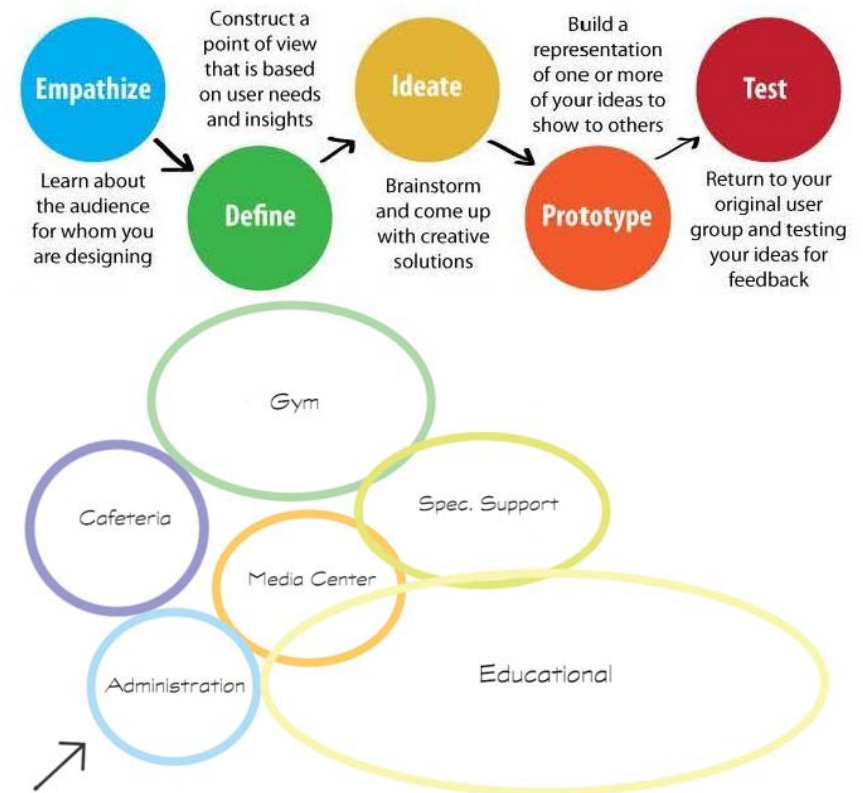 Empathize
Learn about
the audience
for whom you
are designing
Construct a
point of view
that is based
on user needs
and insights
Define
Ideate
Brainstorm
and come up
with creative
solutions
Build a
representation
of one or more
of your ideas to
show to others
Prototype
Test
Return to your
original user
group and testing
your ideas for
feedback
Gym
Cafeteria
Spec. Support
Media Center
Administration
Educational